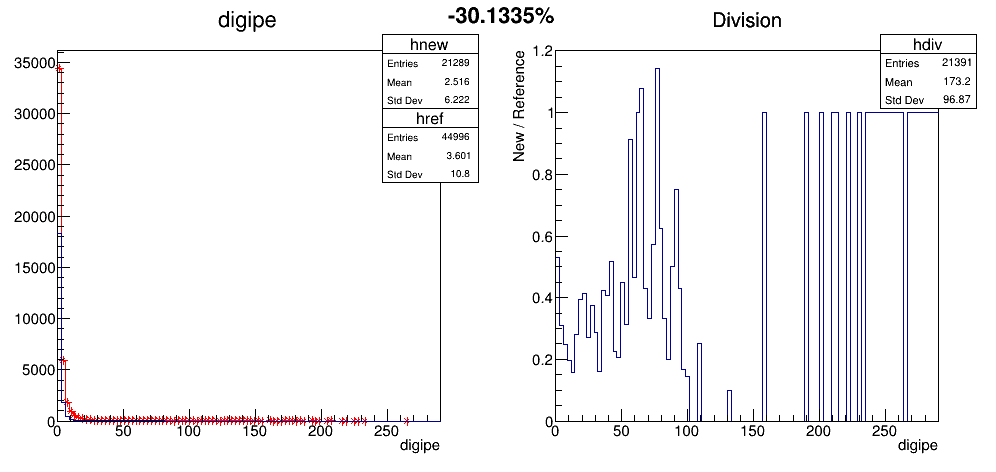 -30.1335%
digipe
hnew
Entries 21289
Mean 2.516
Std Dev 6.222
href
Entries 44996
Mean 3.601
Std Dev 10.8
35000
30000
25000
20000
15000
10000
5000
0
0 50 100 150 200 250
digipe
Division
hdiv
Entries 21391
Mean 173.2
Std Dev 96.87
New / Reference
1.2
1
0.8
0.6
0.4
0.2
0
0 50 100 150 200 250
digipe